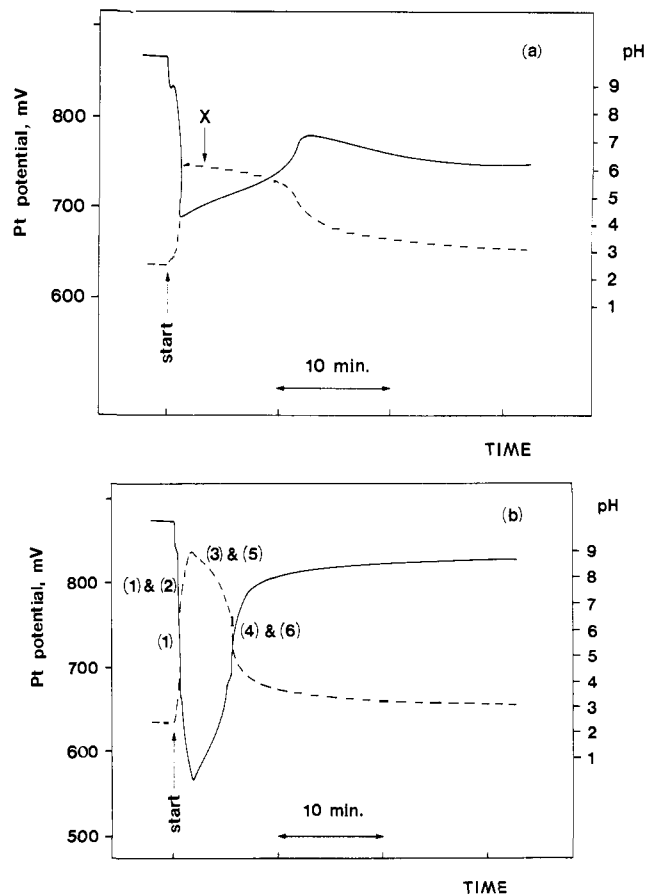 (a)
pH
Pt potential, mV
800
700
600
9
8
7
6
5
4
3
2
1
X
start
10 min.
TIME
(b)
pH
Pt potential, mV
800
700
600
500
9
8
7
6
5
4
3
2
1
(1) & (2)
(3) & (5)
(1)
(4) & (6)
start
10 min.
TIME